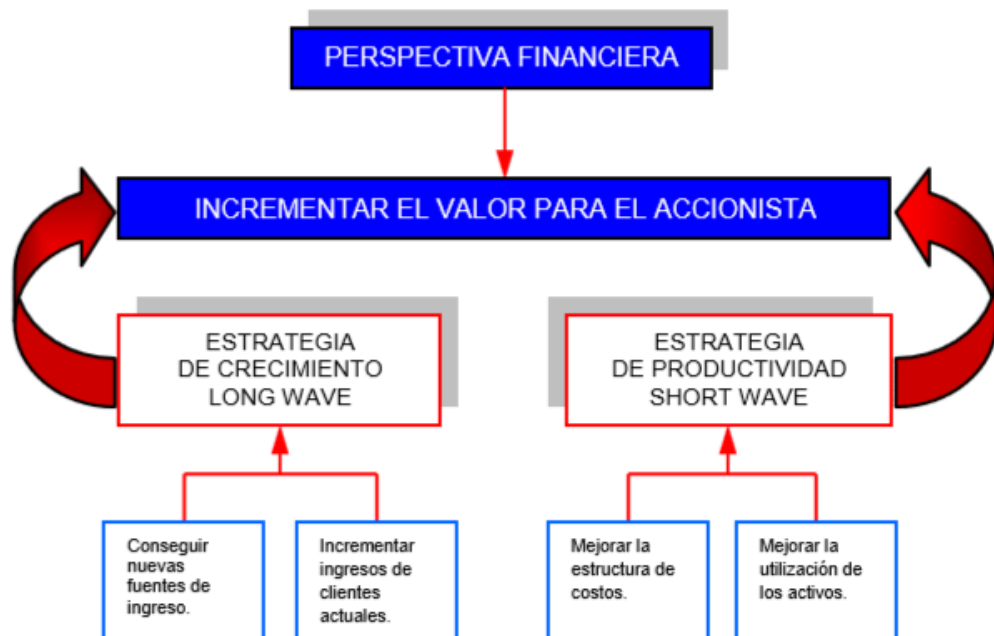 PERSPECTIVA FINANCIERA
INCREMENTAR EL VALOR PARA EL ACCIONISTA
ESTRATEGIA
DE CRECIMIENTO
LONG WAVE
ESTRATEGIA
DE PRODUCTIVIDAD
SHORT WAVE
Conseguir
nuevas
fuentes de
ingreso.
Incrementar
ingresos de
clientes
actuales.
Mejorar la
estructura de
costos.
Mejorar la
utilización de
los activos.